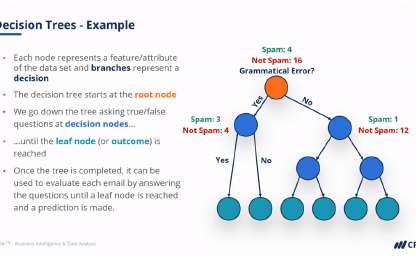 Decision Trees - Example
• Each node represents a feature/attribute
of the data set and branches represent a
decision
• The decision tree starts at the root node
• We go down the tree asking true/false
questions at decision nodes...
• ...until the leaf node (or outcome) is
reached
• Once the tree is completed, it can be
used to evaluate each email by answering
the questions until a leaf node is reached
and a prediction is made.
Spam: 4
Not Spam: 16
Grammatical Error?
Yes
No
Spam: 3
Not Spam: 4
Spam: 1
Not Spam: 12
Yes
No
Business Intelligence & Data Analyst
CF